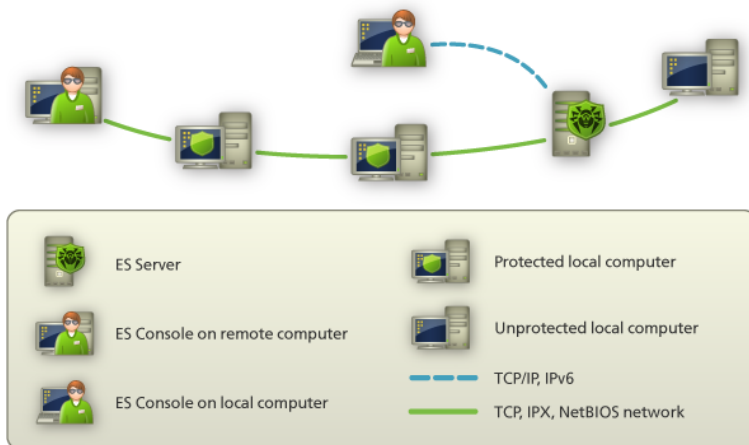 ES Server
Protected local computer
ES Console on remote computer
Unprotected local computer
ES Console on local computer
TCP/IP, IPv6
TCP, IPX, NetBIOS network